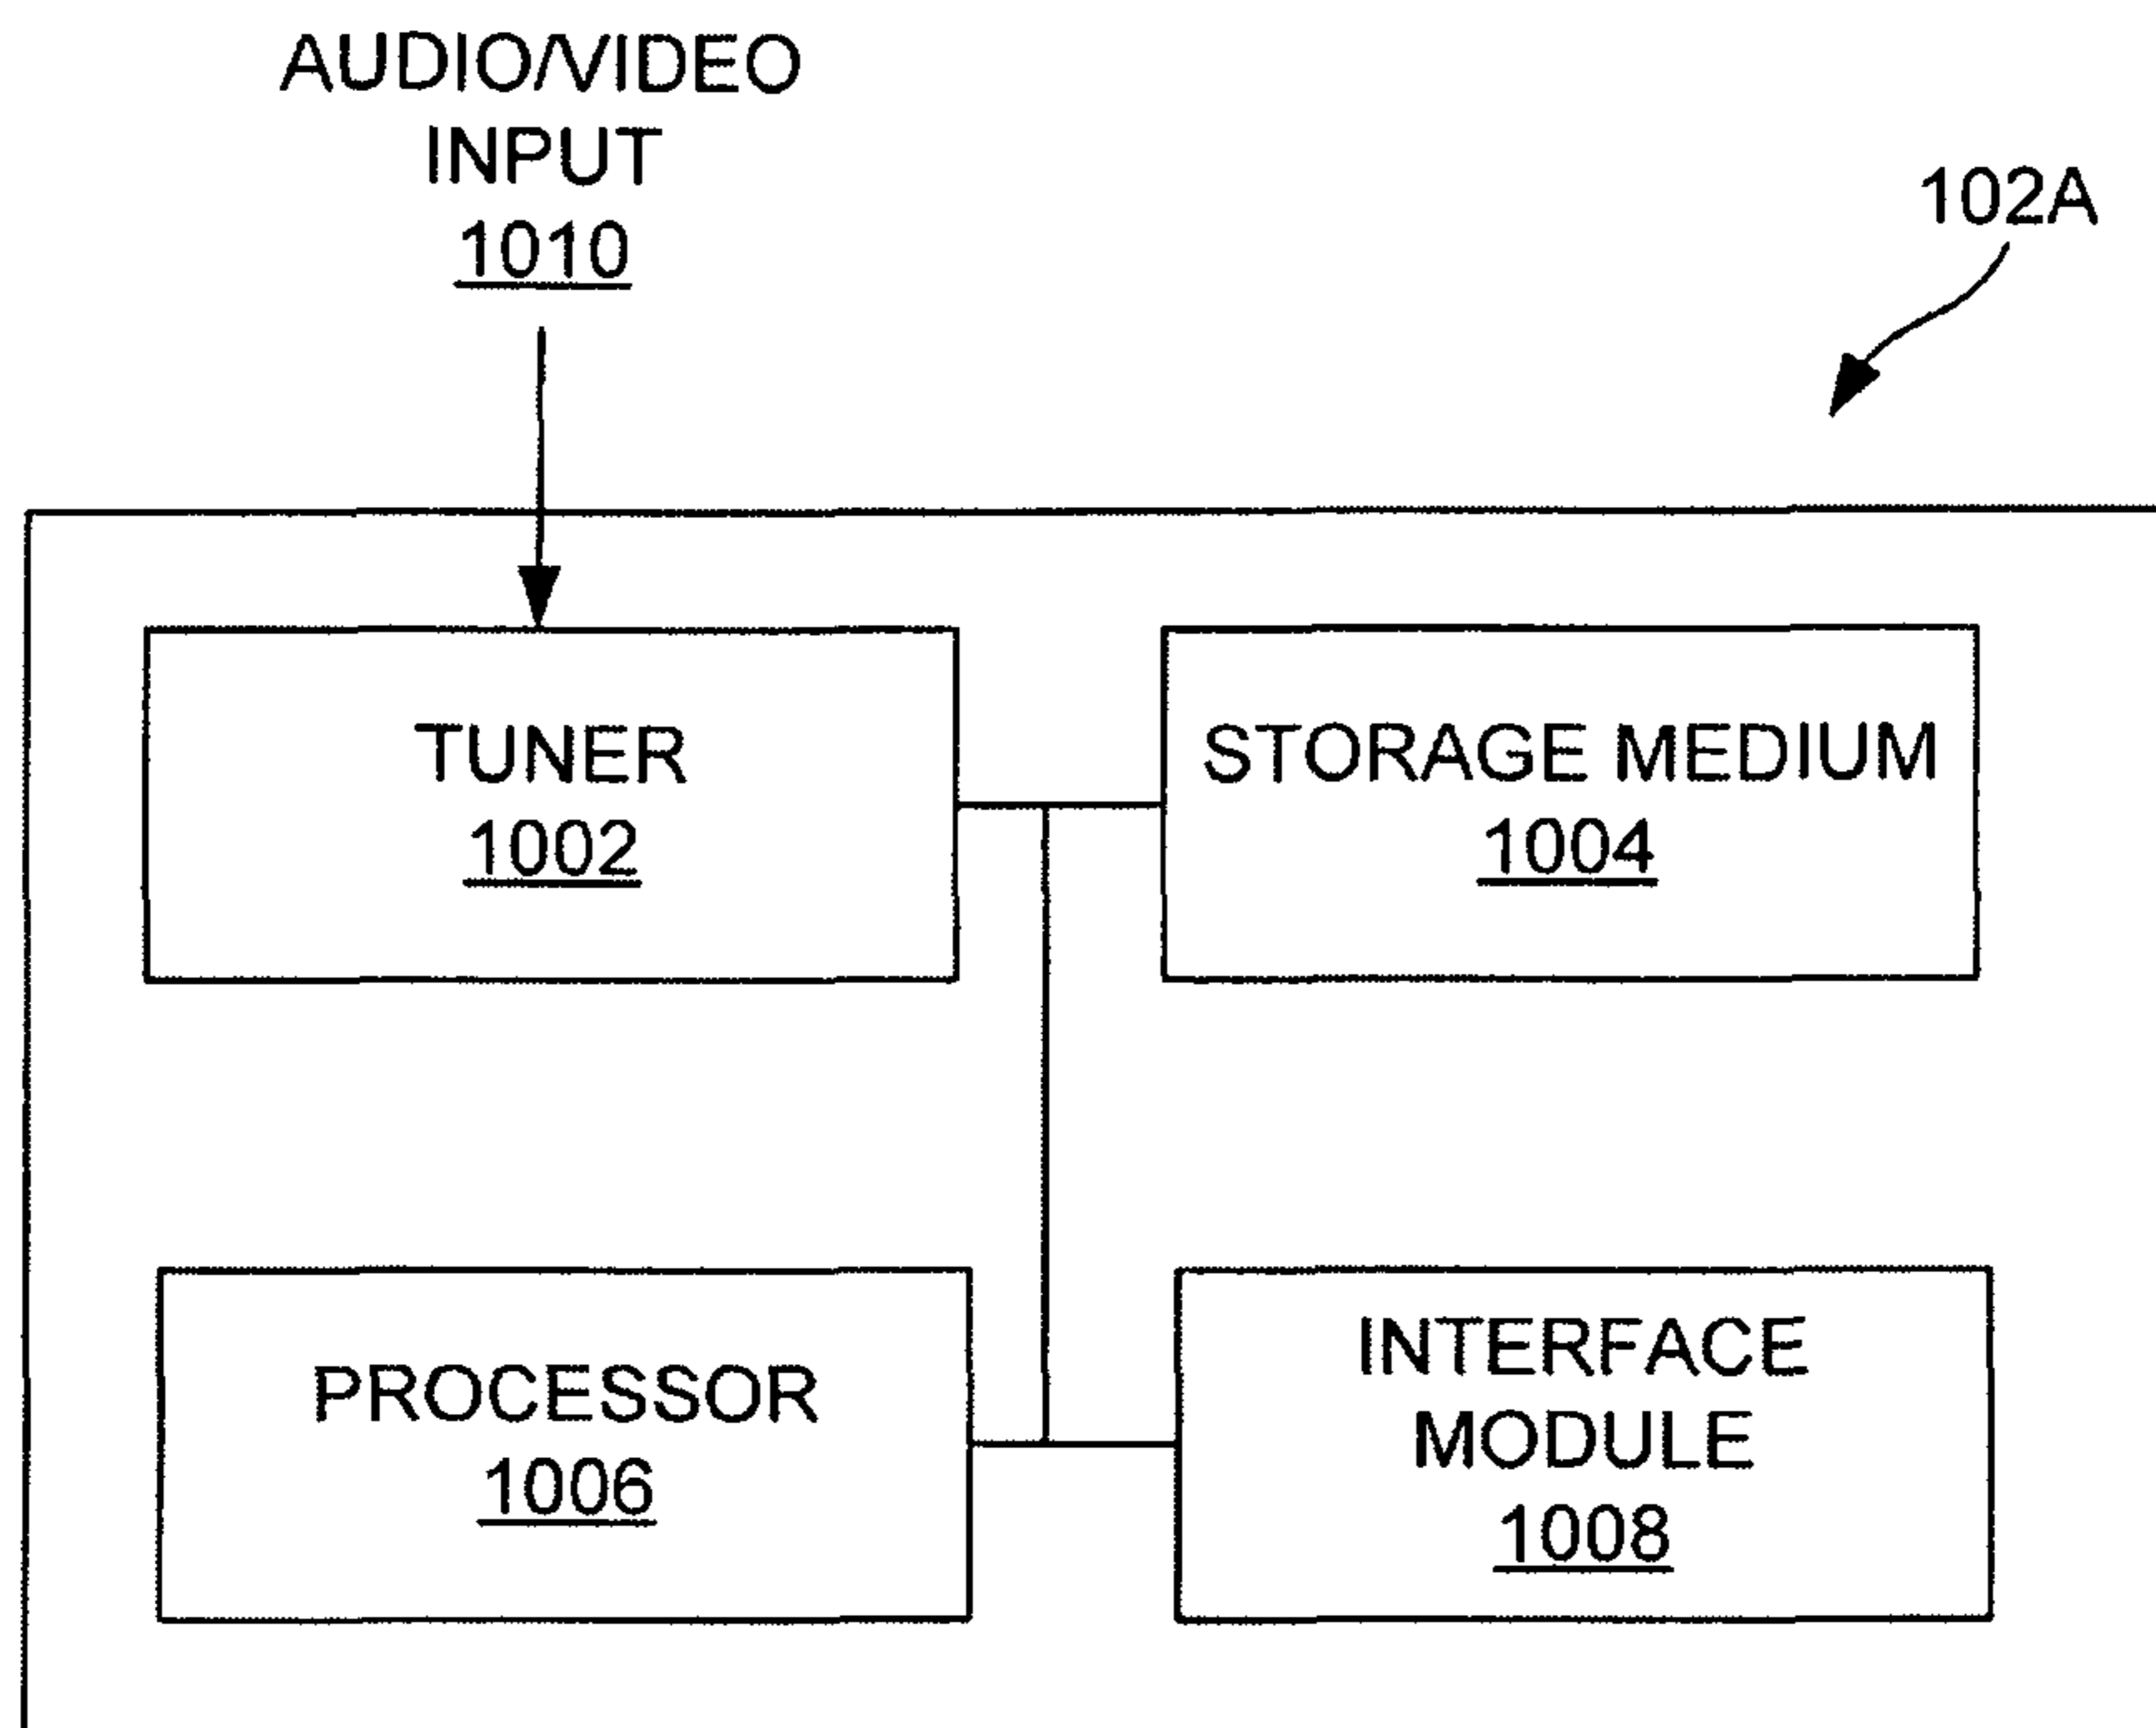 AUDIO/VIDEO
INPUT
1010
102A
TUNER
1002
STORAGE MEDIUM
1004
PROCESSOR
1006
INTERFACE
MODULE
1008